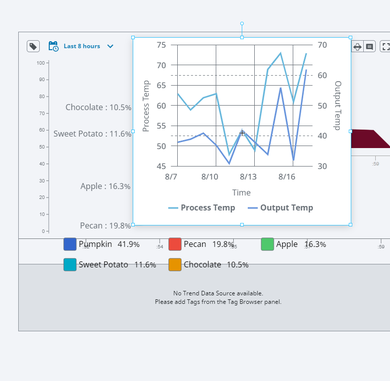 Last 8 hours
100
90
80
70
60
50
40
30
20
10
0
Chocolate : 10.5%
Sweet Potato : 11.6%
Apple : 16.3%
Pecan : 19.8%
75
70
65
60
55
50
45
Process Temp
70
60
50
40
30
Output Temp
8/7
8/10
8/13
8/16
Time
Process Temp
Output Temp
:54
:56
:59
:59
Pumpkin 41.9%
Pecan 19.8%
Apple 16.3%
Sweet Potato 11.6%
Chocolate 10.5%
No Trend Data Source available.
Please add Tags from the Tag Browser panel.